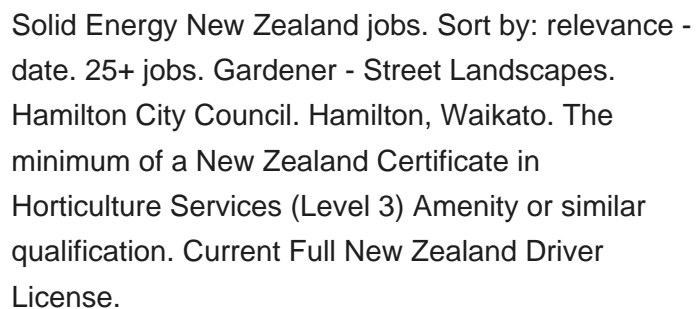 Solid Energy New Zealand jobs. Sort by: relevance -
date. 25+ jobs. Gardener - Street Landscapes.
Hamilton City Council. Hamilton, Waikato. The
minimum of a New Zealand Certificate in
Horticulture Services (Level 3) Amenity or similar
qualification. Current Full New Zealand Driver
License.